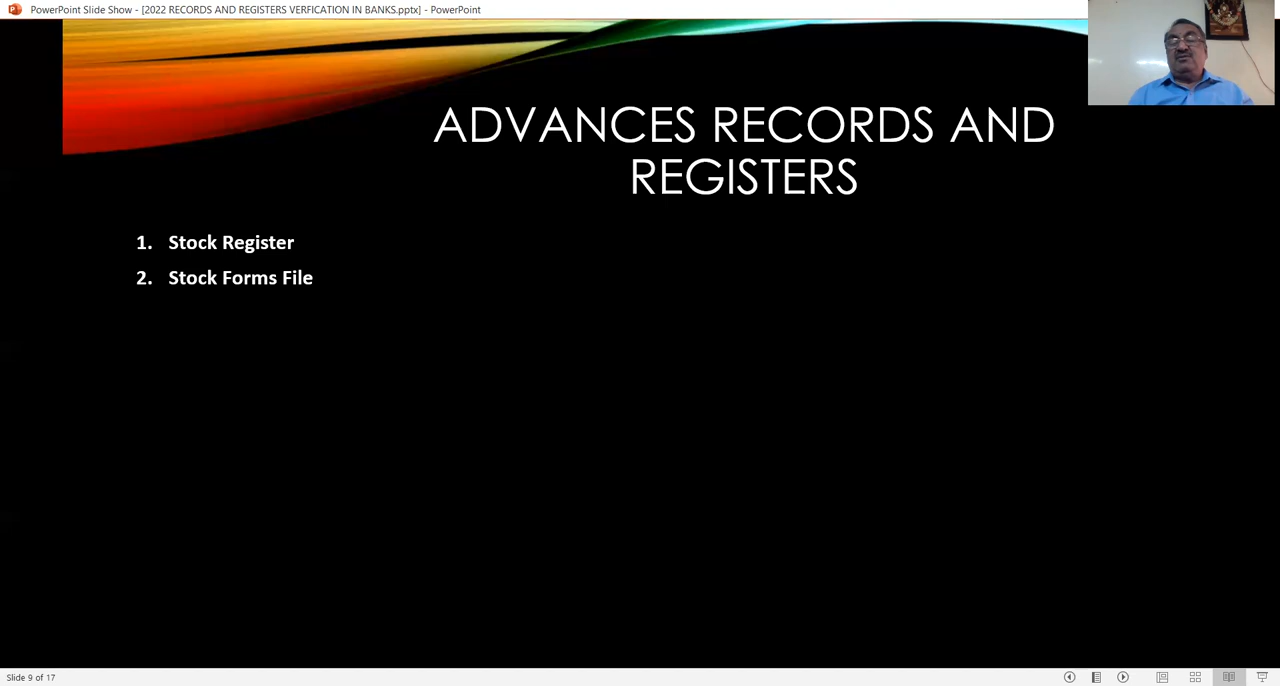 PowerPoint Slide Show - [2022 RECORDS AND REGISTERS VERFICATION IN BANKS.pptx] - PowerPoint
ADVANCES RECORDS AND
REGISTERS
1. Stock Register
2. Stock Forms File
Slide 9 of 17